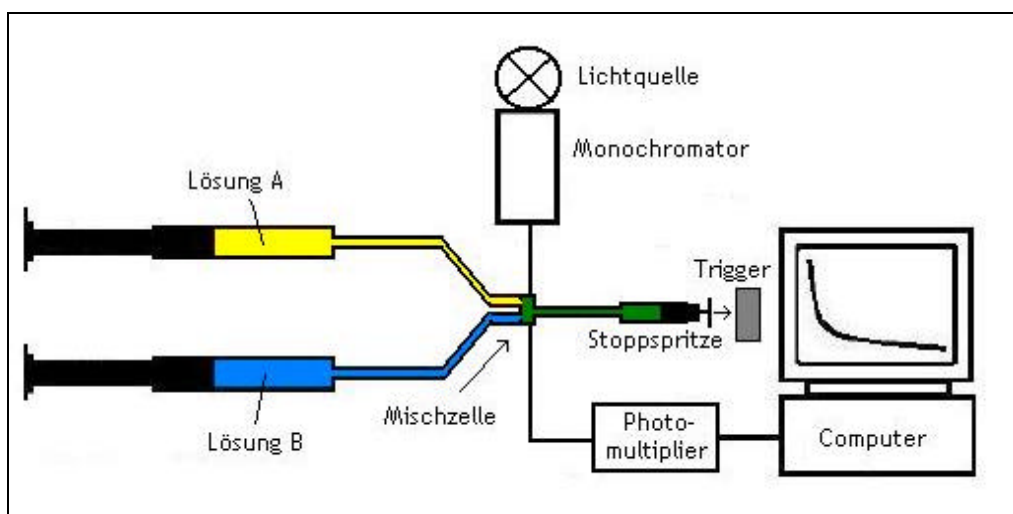 Lichtquelle
Monochromator
Lösung A
Trigger
Stoppspritze
Mischzelle
Lösung B
Photo-
multiplier
Computer